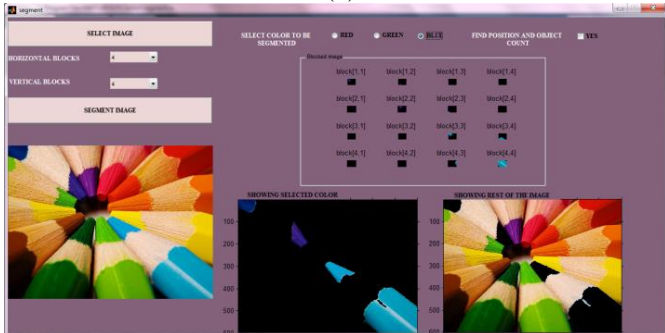 segment
SELECT IMAGE
HORIZONTAL BLOCKS 4
VERTICAL BLOCKS 4
SEGMENT IMAGE
SELECT COLOR TO BE
SEGMENTED
RED GREEN BLUE
FIND POSITION AND OBJECT
COUNT
YES
Blocked image
block[1,1] block[1,2] block[1,3] block[1,4]
block[2,1] block[2,2] block[2,3] block[2,4]
block[3,1] block[3,2] block[3,3] block[3,4]
block[4,1] block[4,2] block[4,3] block[4,4]
SHOWING SELECTED COLOR
100
200
300
400
500
600
SHOWING REST OF THE IMAGE
100
200
300
400
500
600